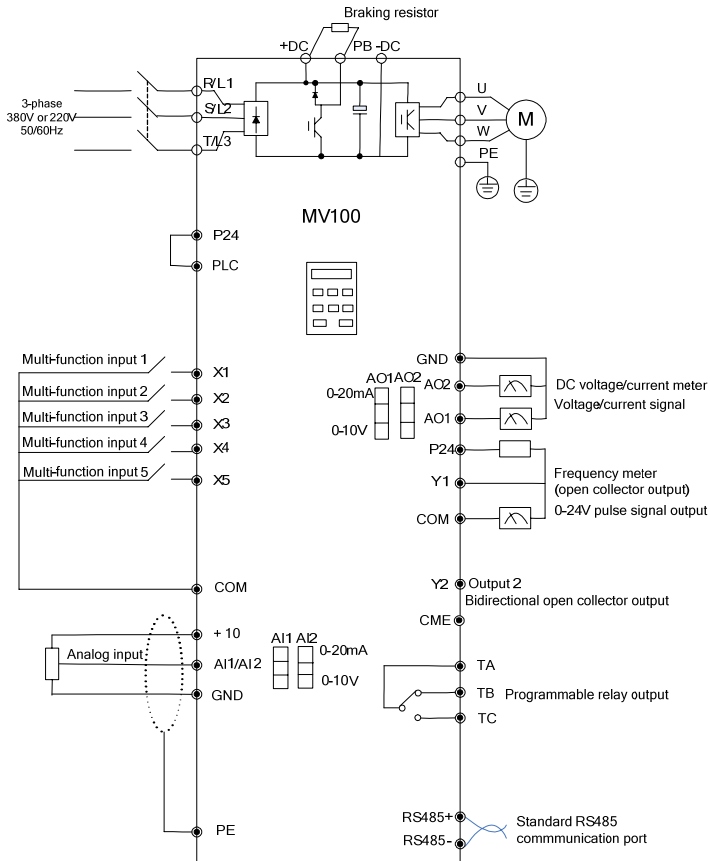 Braking resistor
+DC
PB
-DC
3-phase
380V or 220V
50/60Hz
R/L1
S/L2
T/L3
U
V
W
M
PE
MV100
P24
PLC
Multi-function input 1
X1
Multi-function input 2
X2
Multi-function input 3
X3
Multi-function input 4
X4
Multi-function input 5
X5
COM
+ 10
Analog input
AI1/AI2
GND
AI1 AI2
0-20mA
0-10V
PE
GND
AO1 AO2
0-20mA
0-10V
AO2
AO1
DC voltage/current meter
Voltage/current signal
P24
Y1
COM
Frequency meter
(open collector output)
0-24V pulse signal output
Y2
Output 2
Bidirectional open collector output
CME
TA
TB
TC
Programmable relay output
RS485+
RS485-
Standard RS485
commmunication port